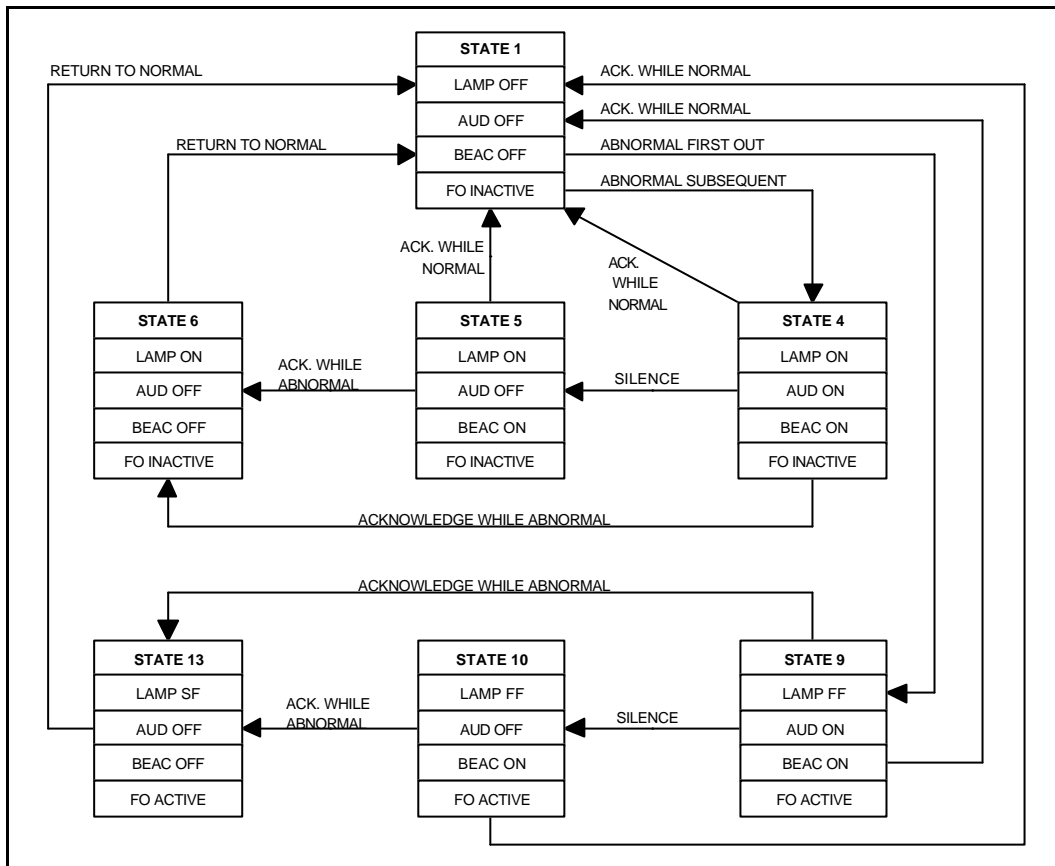 STATE 1
LAMP OFF
AUD OFF
BEAC OFF
FO INACTIVE
RETURN TO NORMAL
RETURN TO NORMAL
ACK. WHILE NORMAL
ACK. WHILE NORMAL
ABNORMAL FIRST OUT
ABNORMAL SUBSEQUENT
ACK. WHILE
NORMAL
ACK.
WHILE
NORMAL
STATE 6
LAMP ON
AUD OFF
BEAC OFF
FO INACTIVE
ACK. WHILE
ABNORMAL
STATE 5
LAMP ON
AUD OFF
BEAC ON
FO INACTIVE
SILENCE
STATE 4
LAMP ON
AUD ON
BEAC ON
FO INACTIVE
ACKNOWLEDGE WHILE ABNORMAL
ACKNOWLEDGE WHILE ABNORMAL
STATE 13
LAMP SF
AUD OFF
BEAC OFF
FO ACTIVE
ACK. WHILE
ABNORMAL
STATE 10
LAMP FF
AUD OFF
BEAC ON
FO ACTIVE
SILENCE
STATE 9
LAMP FF
AUD ON
BEAC ON
FO ACTIVE